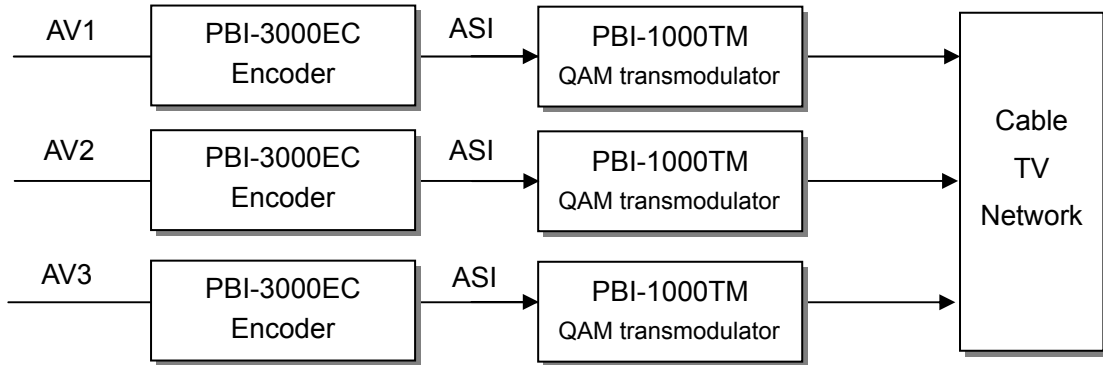 AV1
PBI-3000EC
Encoder
ASI
PBI-1000TM
QAM transmodulator
AV2
PBI-3000EC
Encoder
ASI
PBI-1000TM
QAM transmodulator
AV3
PBI-3000EC
Encoder
ASI
PBI-1000TM
QAM transmodulator
Cable
TV
Network